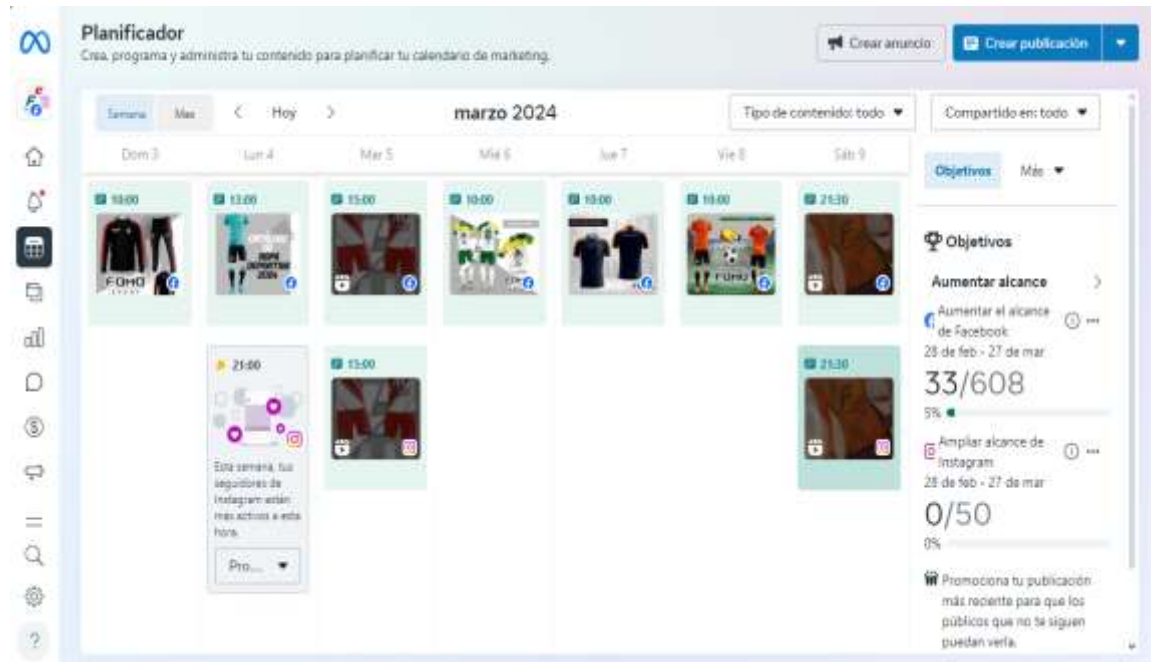 Planificador
Crea, programa y administra tu contenido para planificar tu calendario de marketing.
Crear anuncio
Crear publicación
Semana
Mes
Hoy
marzo 2024
Tipo de contenido: todo
Compartido en: todo
Dom 3
Lun 4
Mar 5
Mié 6
Jue 7
Vie 8
Sáb 9
Objetivos
Más
10:00
13:00
15:00
10:00
10:00
10:00
21:30
FOMO
ROPA
DEPORTIVA
2024
FOMO
Objetivos
Aumentar alcance
Aumentar el alcance
de Facebook
28 de feb - 27 de mar
33/608
5%
21:00
15:00
21:30
Esta semana, tus
seguidores de
Instagram están
más activos a esta
hora.
Pro...
Ampliar alcance de
Instagram
28 de feb - 27 de mar
0/50
0%
Promociona tu publicación
más reciente para que los
públicos que no te siguen
puedan verla.